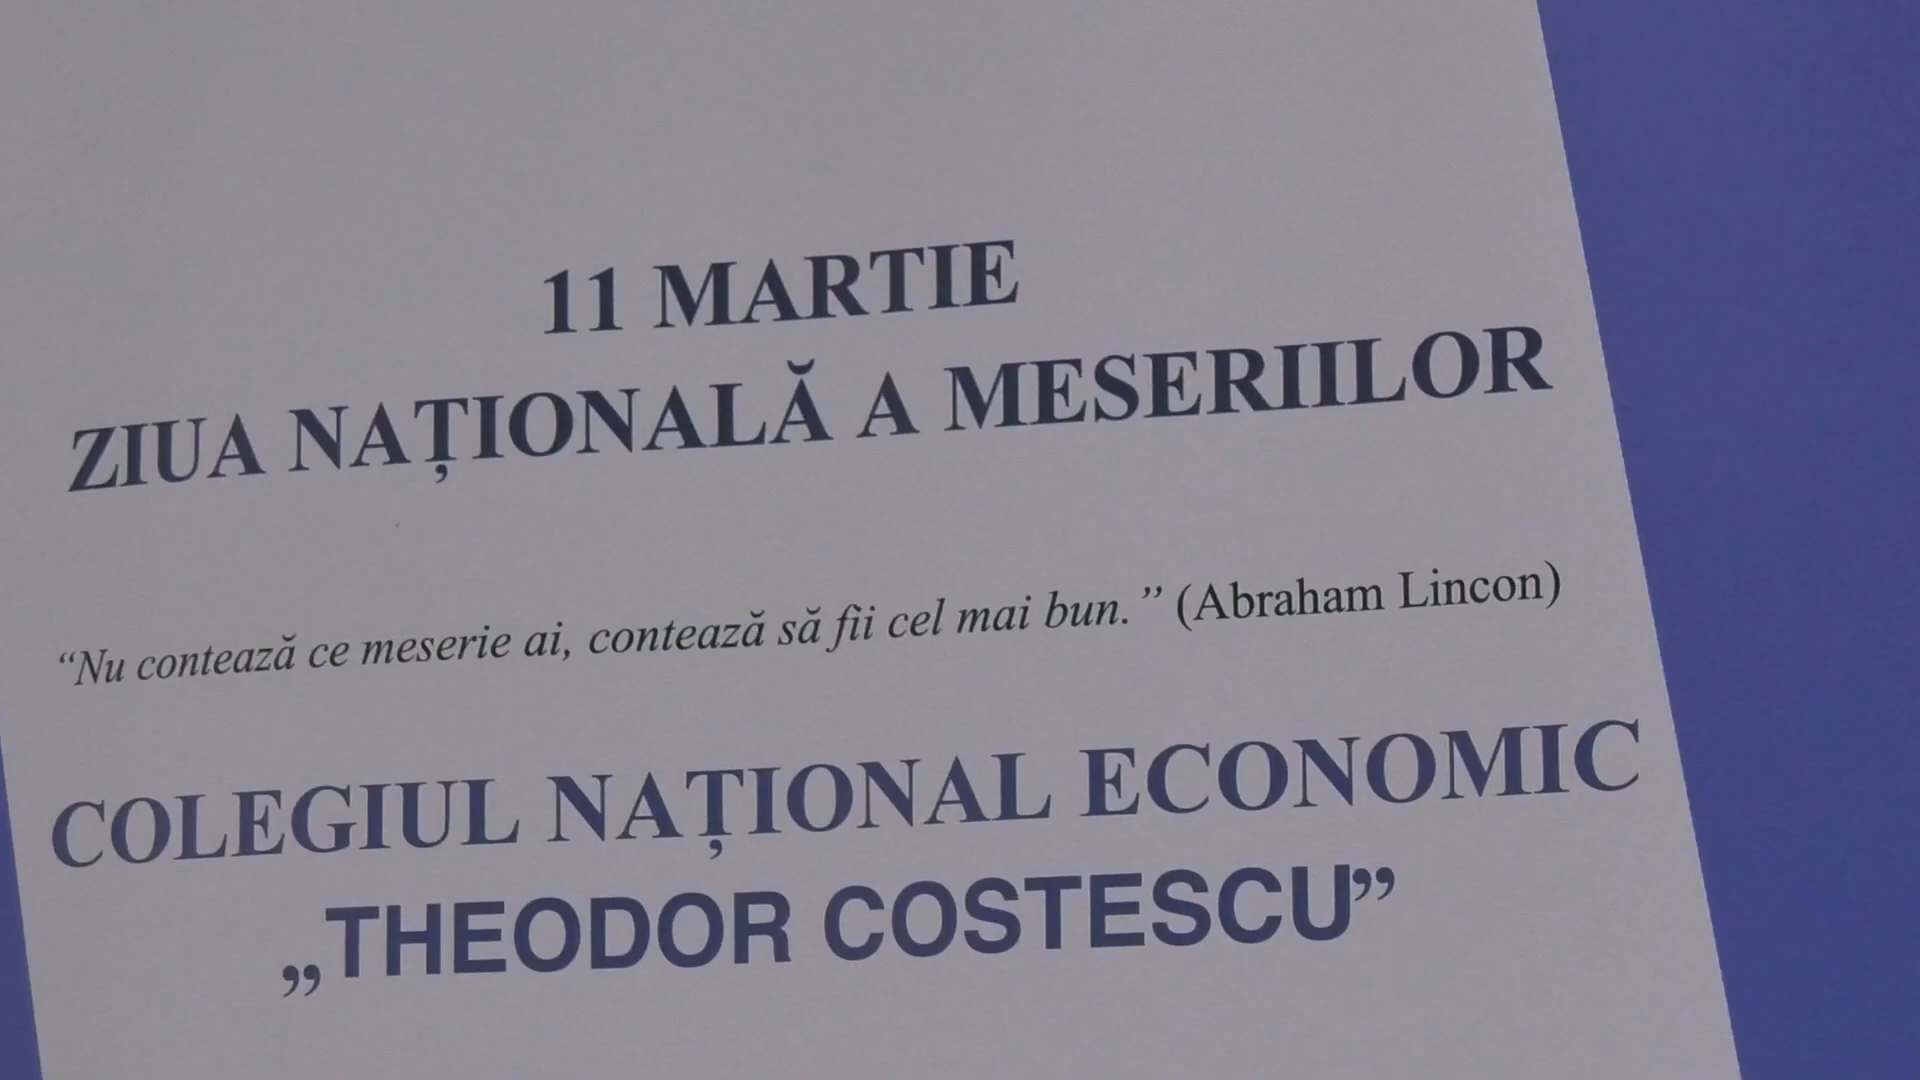 11 MARTIE
ZIUA NAȚIONALĂ A MESERIILOR
“Nu contează ce meserie ai, contează să fii cel mai bun.” (Abraham Lincon)
COLEGIUL NAȚIONAL ECONOMIC
„THEODOR COSTESCU”